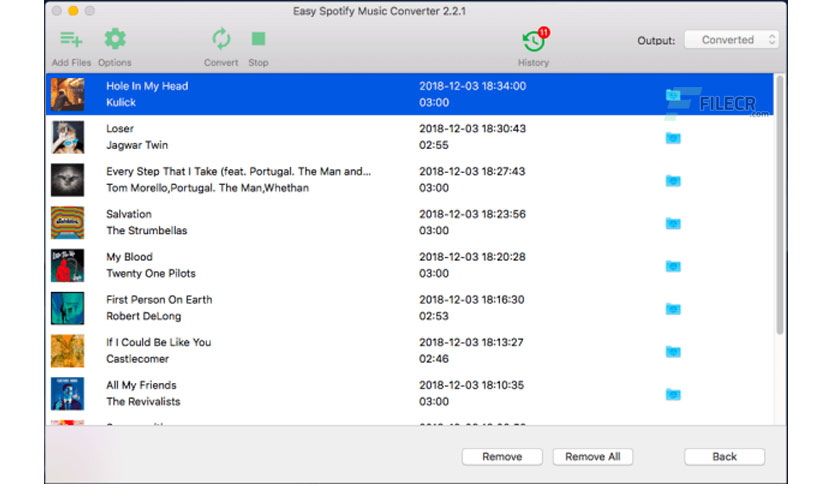 Easy Spotify Music Converter 2.2.1
Add Files
Options
Convert
Stop
11
History
Output:
Converted
Hole In My Head
2018-12-03 18:34:00
Kulick
03:00
FILECR
.com
Loser
2018-12-03 18:30:43
Jagwar Twin
02:55
Every Step That I Take (feat. Portugal. The Man and...
2018-12-03 18:27:43
Tom Morello,Portugal. The Man,Whethan
03:00
Salvation
2018-12-03 18:23:56
The Strumbellas
03:00
My Blood
2018-12-03 18:20:28
Twenty One Pilots
03:00
First Person On Earth
2018-12-03 18:16:30
Robert DeLong
02:53
If I Could Be Like You
2018-12-03 18:13:27
Castlecomer
02:46
All My Friends
2018-12-03 18:10:35
The Revivalists
03:00
Remove
Remove All
Back